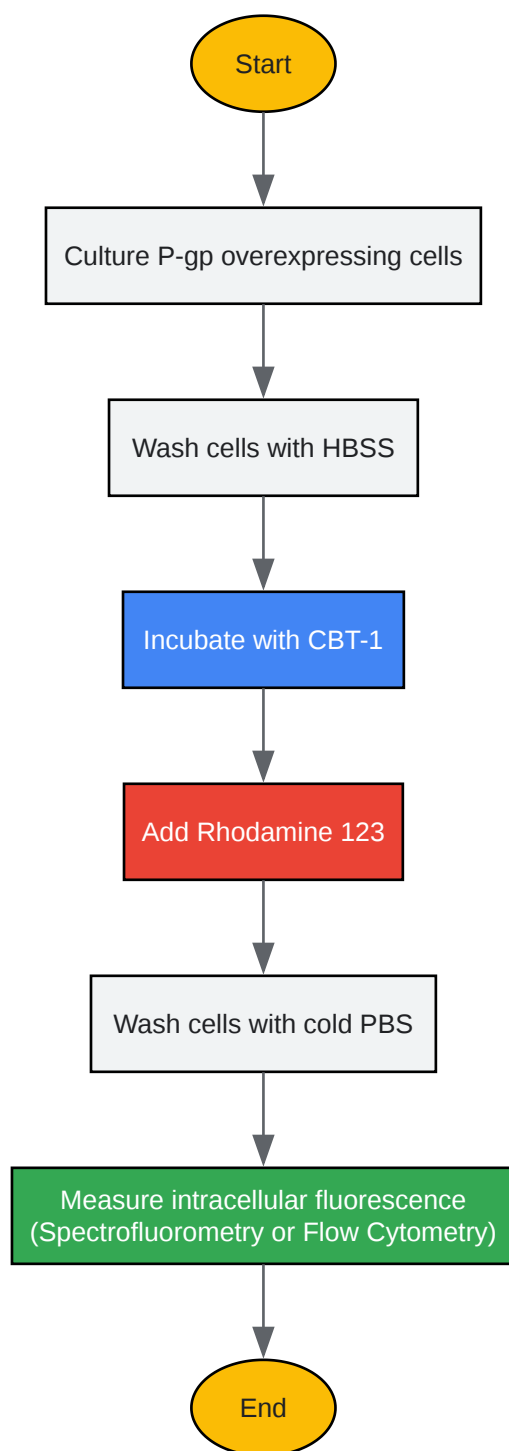 Start
Culture P-gp overexpressing cells
Wash cells with HBSS
Incubate with CBT-1
Add Rhodamine 123
Wash cells with cold PBS
Measure intracellular fluorescence
(Spectrofluorometry or Flow Cytometry)
End